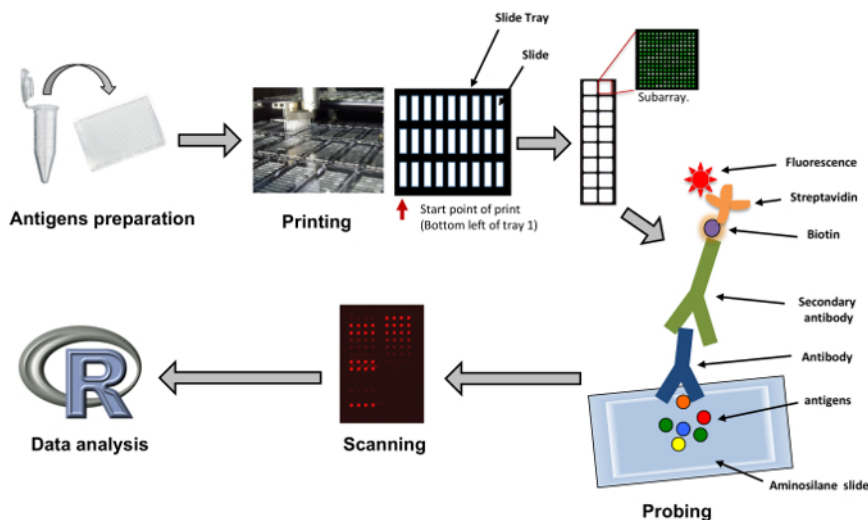 Slide Tray
Slide
Subarray.
Antigens preparation
Printing
Start point of print
(Bottom left of tray 1)
Fluorescence
Streptavidin
Biotin
Secondary
antibody
Antibody
antigens
Aminosilane slide
Probing
Scanning
R
Data analysis